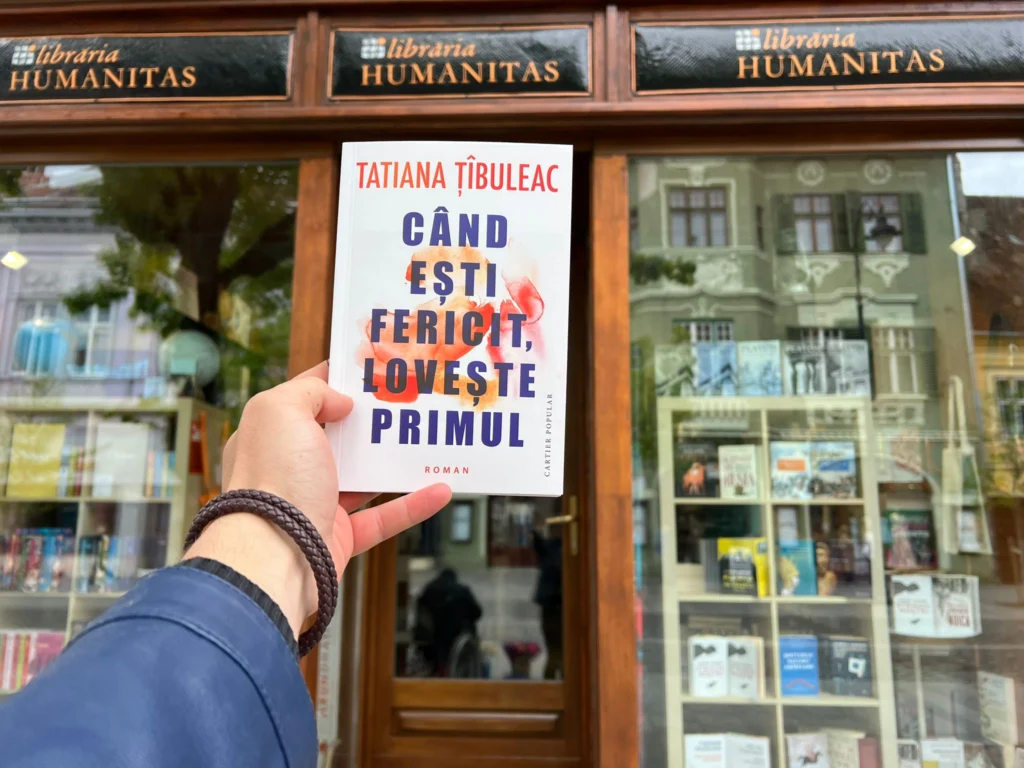 librăria
HUMANITAS
librăria
HUMANITAS
librăria
HUMANITAS
TATIANA ȚÎBULEAC
CÂND
EȘTI
FERICIT,
LOVEȘTE
PRIMUL
ROMAN
CARTIER POPULAR